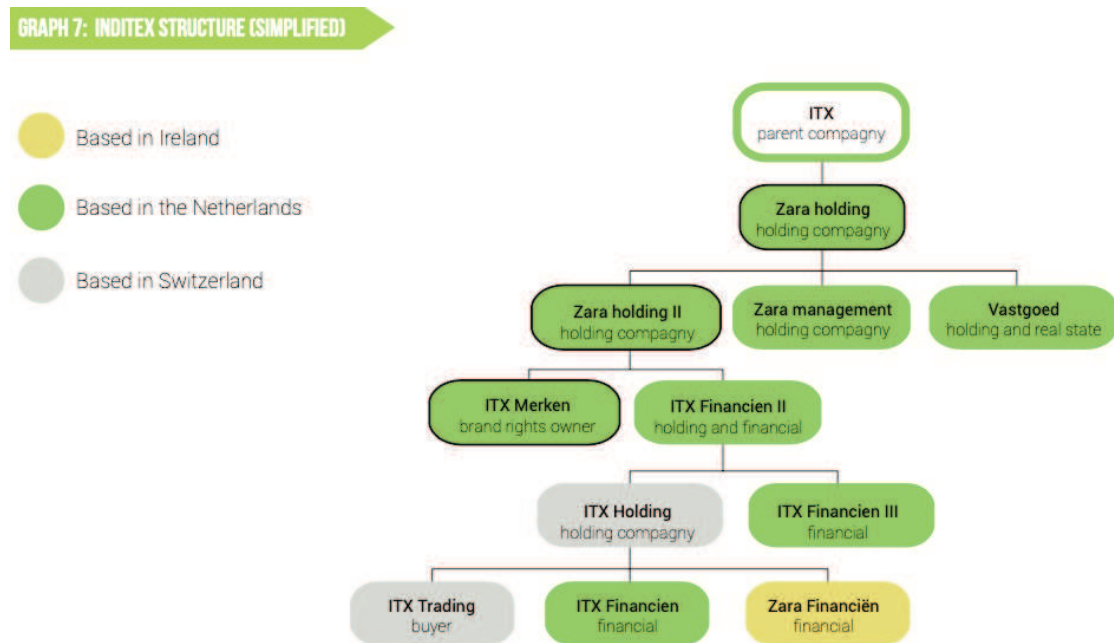 GRAPH 7: INDITEX STRUCTURE (SIMPLIFIED)
Based in Ireland
Based in the Netherlands
Based in Switzerland
ITX
parent compagny
Zara holding
holding compagny
Zara holding II
holding compagny
Zara management
holding compagny
Vastgoed
holding and real state
ITX Merken
brand rights owner
ITX Financien II
holding and financial
ITX Holding
holding compagny
ITX Financien III
financial
ITX Trading
buyer
ITX Financien
financial
Zara Financiën
financial